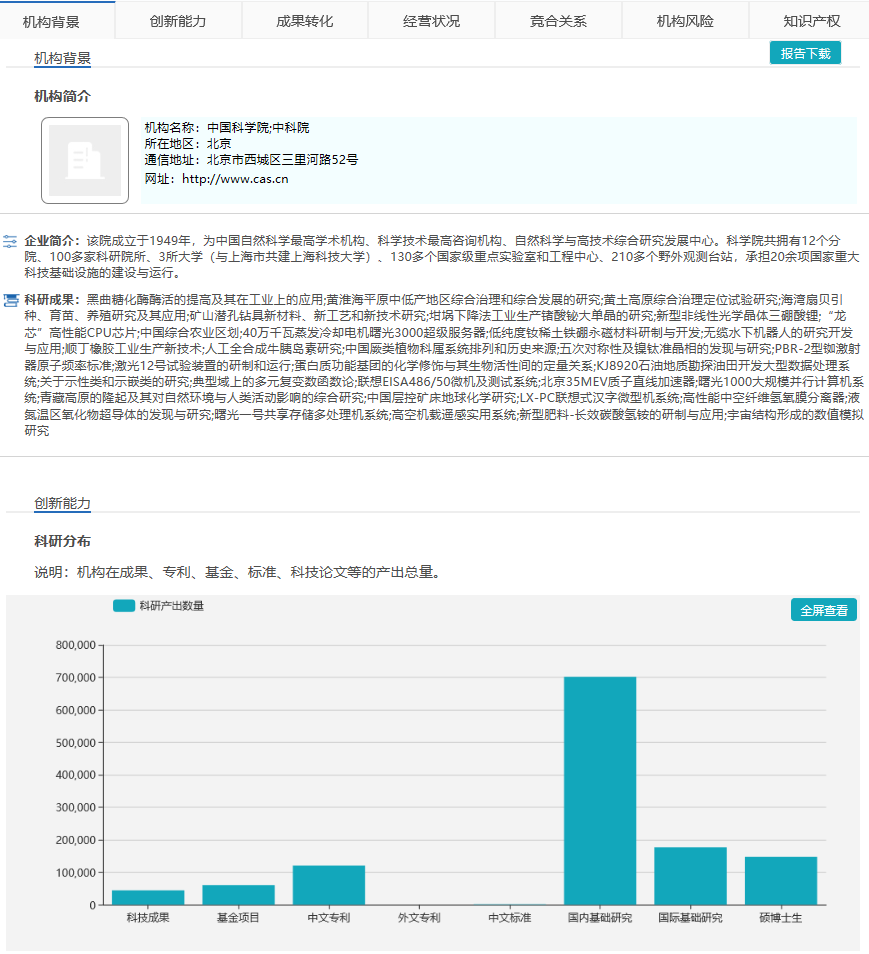 机构背景 创新能力 成果转化 经营状况 竞合关系 机构风险 知识产权
机构背景
报告下载
机构简介
机构名称：中国科学院;中科院
所在地区：北京
通信地址：北京市西城区三里河路52号
网址：http://www.cas.cn
企业简介：该院成立于1949年，为中国自然科学最高学术机构、科学技术最高咨询机构、自然科学与高技术综合研究发展中心。科学院共拥有12个分
院、100多家科研院所、3所大学（与上海市共建上海科技大学）、130多个国家级重点实验室和工程中心、210多个野外观测台站，承担20余项国家重大
科技基础设施的建设与运行。
科研成果：黑曲糖化酶酶活的提高及其在工业上的应用;黄淮海平原中低产地区综合治理和综合发展的研究;黄土高原综合治理定位试验研究;海湾扇贝引
种、育苗、养殖研究及其应用;矿山潜孔钻具新材料、新工艺和新技术研究;坩埚下降法工业生产锗酸铋大单晶的研究;新型非线性光学晶体三硼酸锂;“龙
芯”高性能CPU芯片;中国综合农业区划;40万千瓦蒸发冷却电机曙光3000超级服务器;低纯度钕稀土铁硼永磁材料研制与开发;无缆水下机器人的研究开发
与应用;顺丁橡胶工业生产新技术;人工全合成牛胰岛素研究;中国蕨类植物科属系统排列和历史来源;五次对称性及镍钛准晶相的发现与研究;PBR-2型铷激射
器原子频率标准;激光12号试验装置的研制和运行;蛋白质功能基团的化学修饰与其生物活性间的定量关系;KJ8920石油地质勘探油田开发大型数据处理系
统;关于示性类和示嵌类的研究;典型域上的多元复变数函数论;联想EISA486/50微机及测试系统;北京35MEV质子直线加速器;曙光1000大规模并行计算机系
统;青藏高原的隆起及其对自然环境与人类活动影响的综合研究;中国层控矿床地球化学研究;LX-PC联想式汉字微型机系统;高性能中空纤维氮氧膜分离器;液
氮温区氧化物超导体的发现与研究;曙光一号共享存储多处理机系统;高空机载遥感实用系统;新型肥料-长效碳酸氢铵的研制与应用;宇宙结构形成的数值模拟
研究
创新能力
科研分布
说明：机构在成果、专利、基金、标准、科技论文等的产出总量。
科研产出数量
全屏查看
800,000
700,000
600,000
500,000
400,000
300,000
200,000
100,000
0
科技成果 基金项目 中文专利 外文专利 中文标准 国内基础研究 国际基础研究 硕博士生